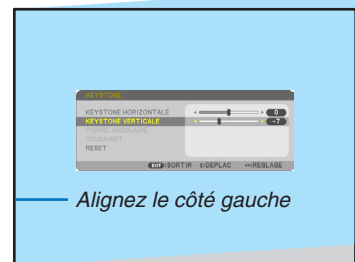 KEYSTONE
KEYSTONE HORIZONTALE 0
KEYSTONE VERTICALE -7
PIERRE ANGULAIRE
COUSSINET
RESET
EXIT :SORTIR ↕:DEPLAC ↔:REGLAGE
Alignez le côté gauche